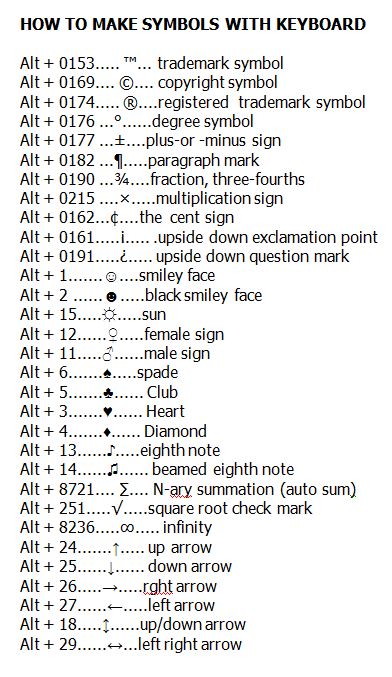 HOW TO MAKE SYMBOLS WITH KEYBOARD
Alt + 0153..... ™... trademark symbol
Alt + 0169.... ©.... copyright symbol
Alt + 0174..... ®....registered trademark symbol
Alt + 0176 ...°......degree symbol
Alt + 0177 ...±....plus-or -minus sign
Alt + 0182 ...¶.....paragraph mark
Alt + 0190 ...¾....fraction, three-fourths
Alt + 0215 ....×.....multiplication sign
Alt + 0162...¢....the cent sign
Alt + 0161.....¡..... .upside down exclamation point
Alt + 0191.....¿..... upside down question mark
Alt + 1.......☺....smiley face
Alt + 2 ......☻.....black smiley face
Alt + 15.....☼.....sun
Alt + 12......♀.....female sign
Alt + 11.....♂......male sign
Alt + 6.......♠.....spade
Alt + 5.......♣...... Club
Alt + 3.......♥...... Heart
Alt + 4.......♦...... Diamond
Alt + 13......♪.....eighth note
Alt + 14......♫...... beamed eighth note
Alt + 8721.... ∑.... N-ary summation (auto sum)
Alt + 251.....√.....square root check mark
Alt + 8236.....∞..... infinity
Alt + 24.......↑..... up arrow
Alt + 25......↓...... down arrow
Alt + 26.....→.....rght arrow
Alt + 27......←....left arrow
Alt + 18.....↕......up/down arrow
Alt + 29......↔...left right arrow